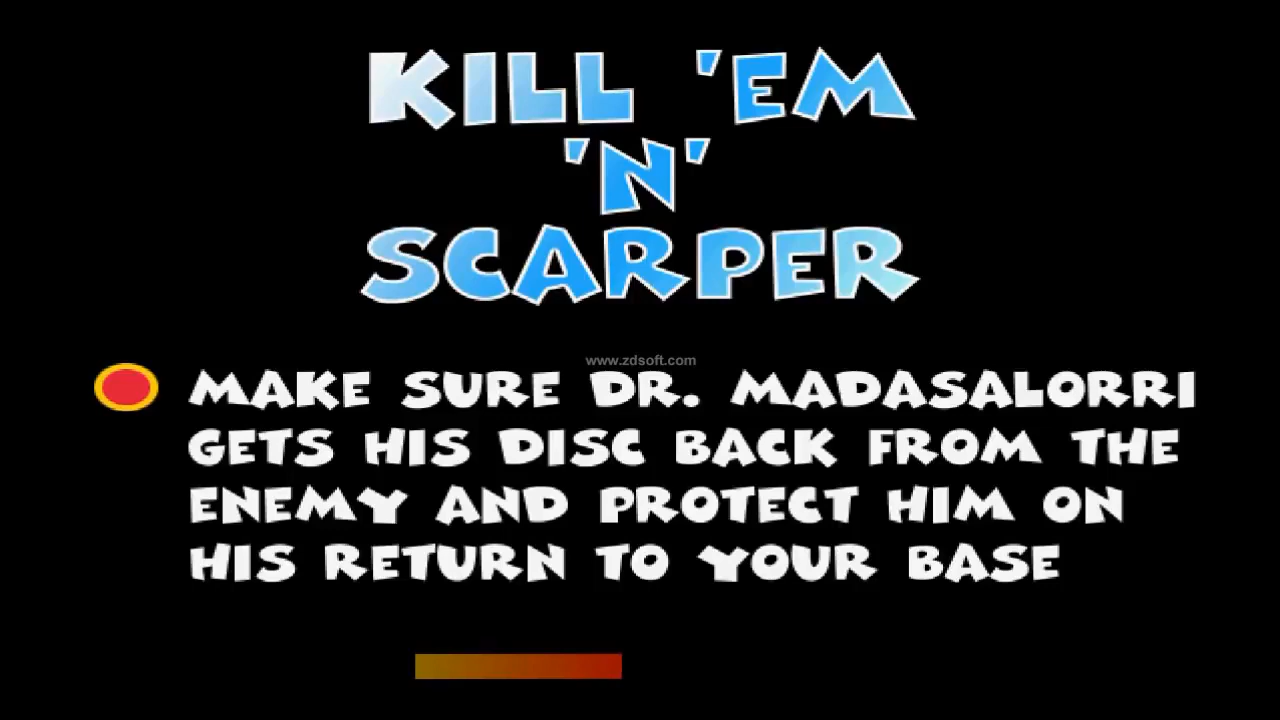 KILL 'EM
'N'
SCARPER
www.zdsoft.com
MAKE SURE DR. MADASALORRI
GETS HIS DISC BACK FROM THE
ENEMY AND PROTECT HIM ON
HIS RETURN TO YOUR BASE